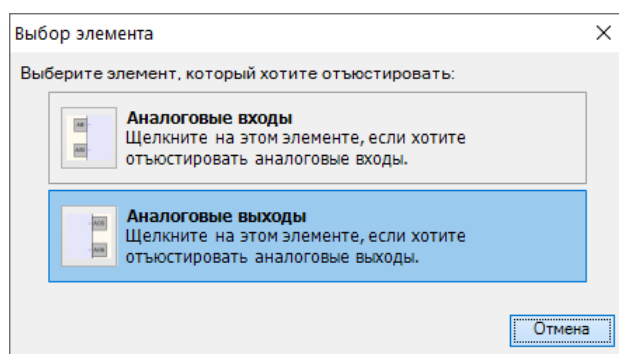 Выбор элемента
Выберите элемент, который хотите отъюстировать:
Аналоговые входы
Щелкните на этом элементе, если хотите
отъюстировать аналоговые входы.
Аналоговые выходы
Щелкните на этом элементе, если хотите
отъюстировать аналоговые выходы.
Отмена